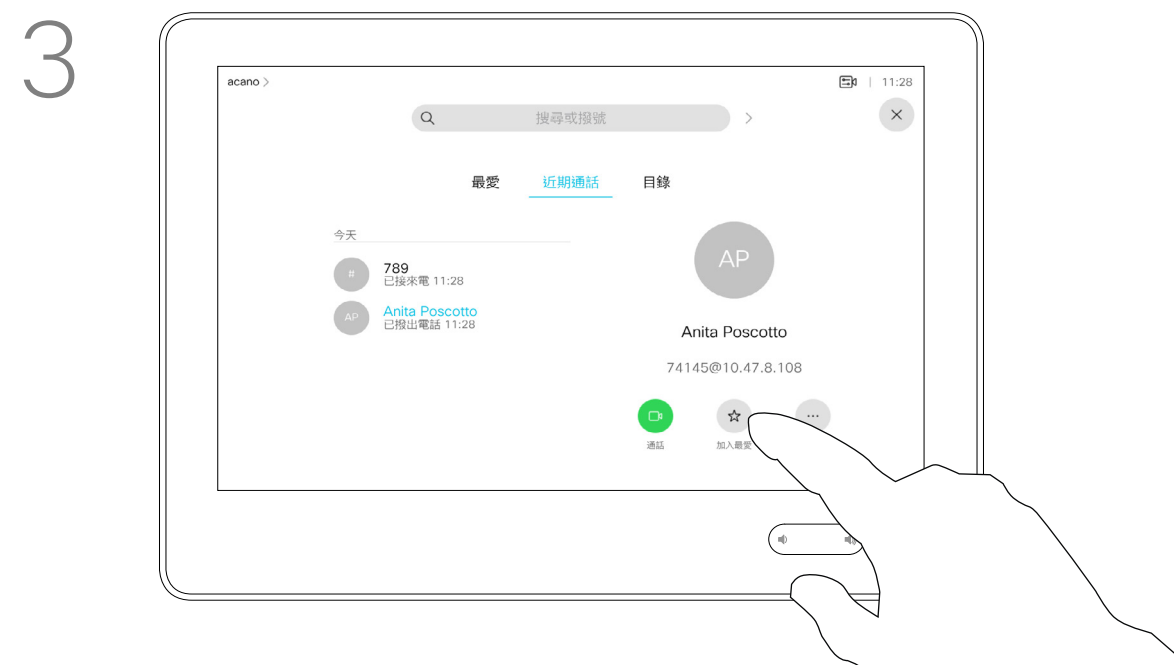 3
acano >
11:28
搜尋或撥號
最愛 近期通話 目錄
今天
#
789
已接來電 11:28
AP
Anita Poscotto
已撥出電話 11:28
AP
Anita Poscotto
74145@10.47.8.108
通話 加入最愛